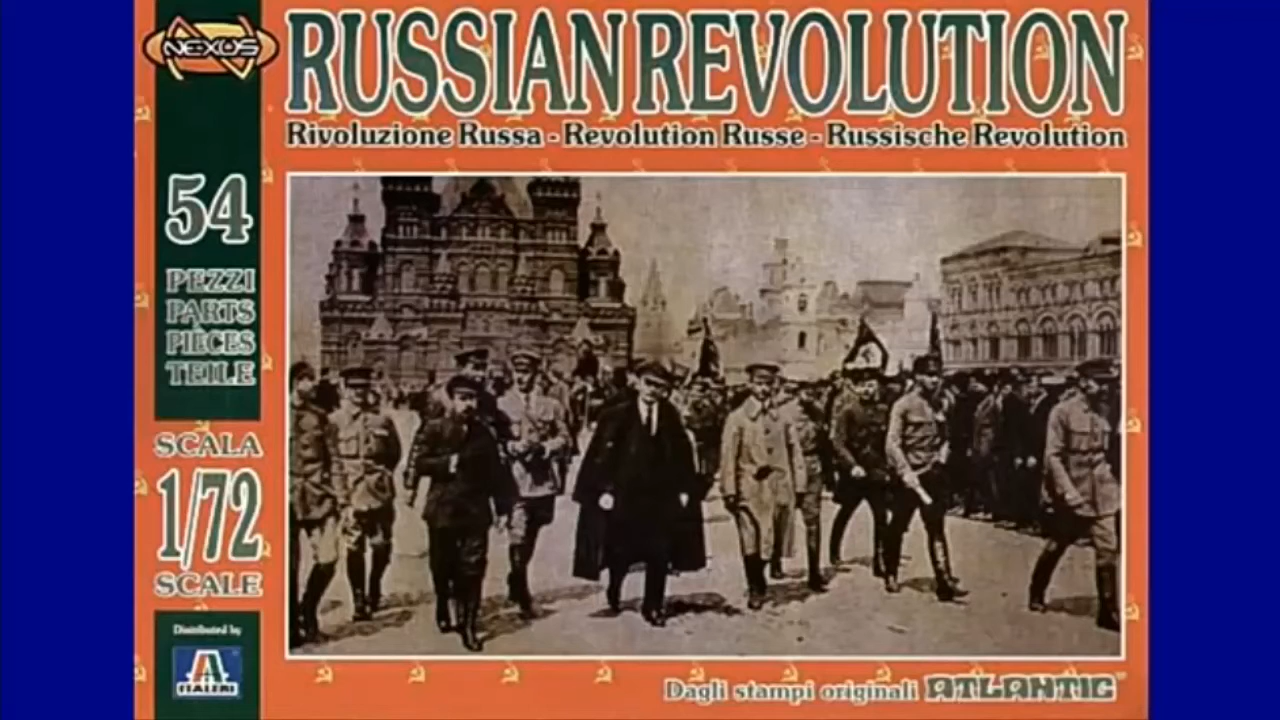 NEXUS
RUSSIAN REVOLUTION
Rivoluzione Russa - Revolution Russe - Russische Revolution
54
PEZZI
PARTS
PIECES
TEILE
SCALA
1/72
SCALE
Distributed by
ITALERI
Dagli stampi originali ATLANTIC